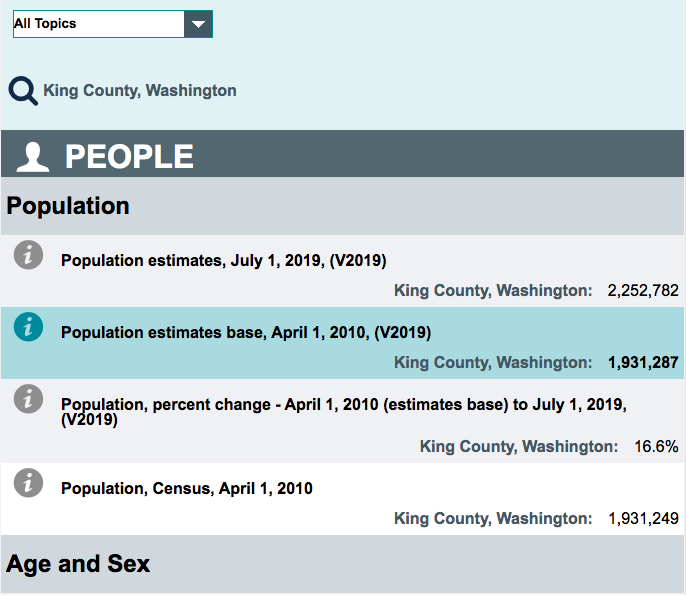 All Topics
King County, Washington
PEOPLE
Population
Population estimates, July 1, 2019, (V2019)
King County, Washington: 2,252,782
Population estimates base, April 1, 2010, (V2019)
King County, Washington: 1,931,287
Population, percent change - April 1, 2010 (estimates base) to July 1, 2019,
(V2019)
King County, Washington: 16.6%
Population, Census, April 1, 2010
King County, Washington: 1,931,249
Age and Sex